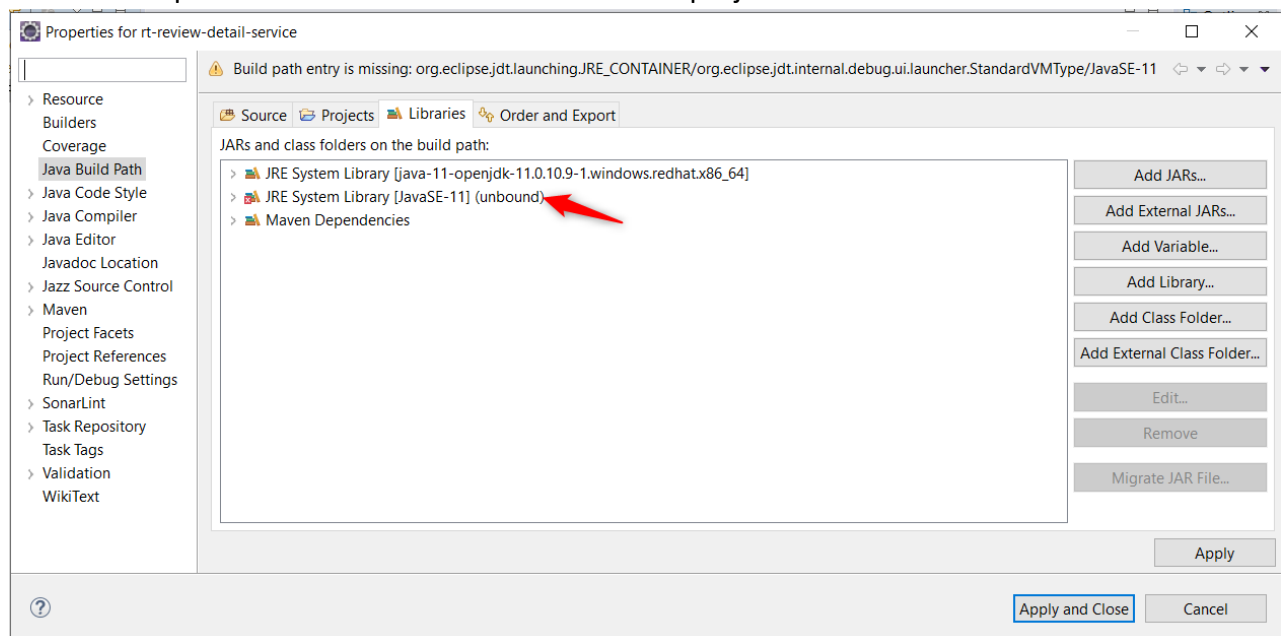 Properties for rt-review-detail-service
Build path entry is missing: org.eclipse.jdt.launching.JRE_CONTAINER/org.eclipse.jdt.internal.debug.ui.launcher.StandardVMType/JavaSE-11
Resource
Builders
Coverage
Java Build Path
Java Code Style
Java Compiler
Java Editor
Javadoc Location
Jazz Source Control
Maven
Project Facets
Project References
Run/Debug Settings
SonarLint
Task Repository
Task Tags
Validation
WikiText
Source Projects Libraries Order and Export
JARs and class folders on the build path:
JRE System Library [java-11-openjdk-11.0.10.9-1.windows.redhat.x86_64]
JRE System Library [JavaSE-11] (unbound)
Maven Dependencies
Add JARs...
Add External JARs...
Add Variable...
Add Library...
Add Class Folder...
Add External Class Folder...
Edit...
Remove
Migrate JAR File...
Apply
Apply and Close Cancel